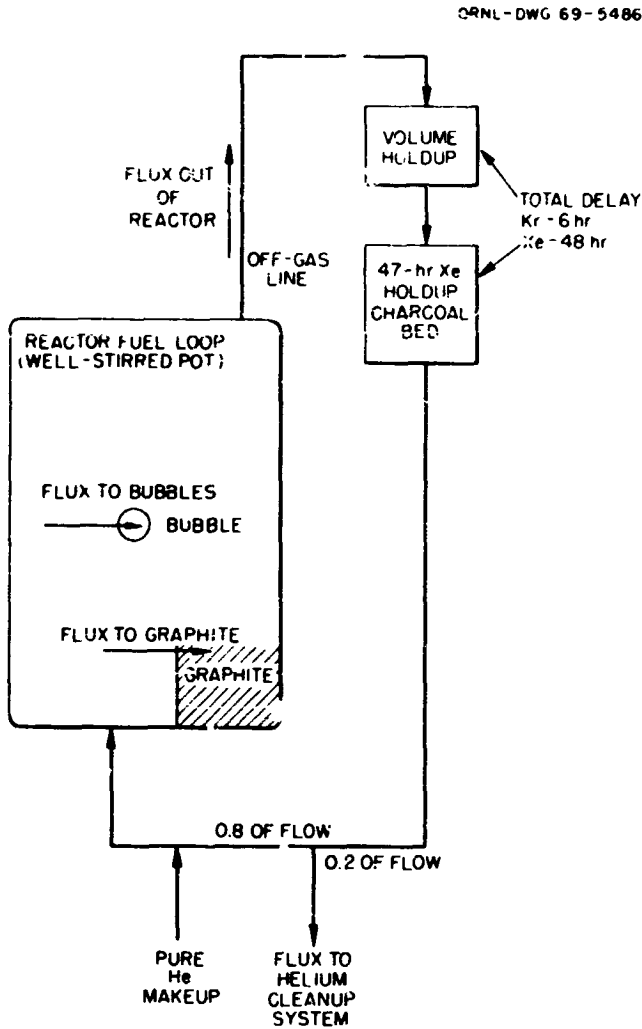 ORNL-DWG 69-5486
VOLUME
HOLDUP
FLUX OUT
OF
REACTOR
TOTAL DELAY
Kr-6 hr
Xe-48 hr
OFF-GAS
LINE
47-hr Xe
HOLDUP
CHARCOAL
BED
REACTOR FUEL LOOP
(WELL-STIRRED POT)
FLUX TO BUBBLES
BUBBLE
FLUX TO GRAPHITE
GRAPHITE
0.8 OF FLOW
0.2 OF FLOW
PURE
He
MAKEUP
FLUX TO
HELIUM
CLEANUP
SYSTEM